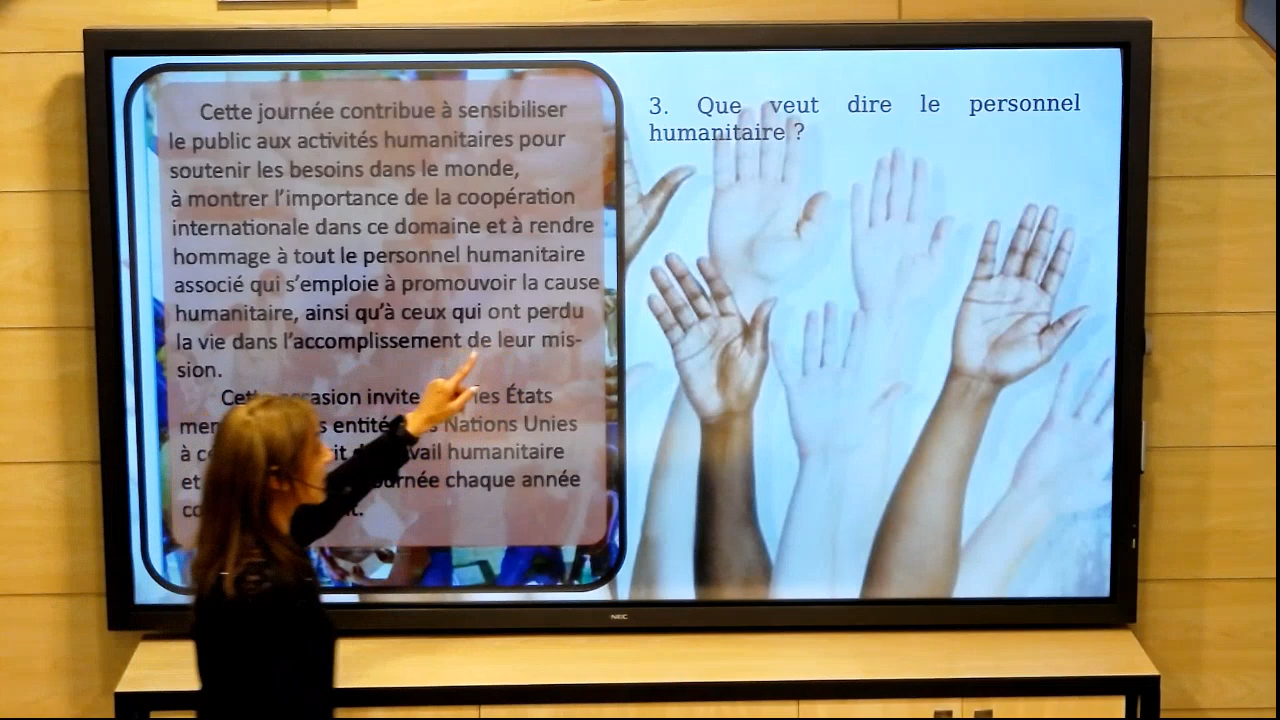 Cette journée contribue à sensibiliser
le public aux activités humanitaires pour
soutenir les besoins dans le monde,
à montrer l'importance de la coopération
internationale dans ce domaine et à rendre
hommage à tout le personnel humanitaire
associé qui s'emploie à promouvoir la cause
humanitaire, ainsi qu'à ceux qui ont perdu
la vie dans l'accomplissement de leur mis-
sion.
invite États
Nations Unies
à humanitaire
et chaque année
3. Que veut dire le personnel
humanitaire ?
NEC